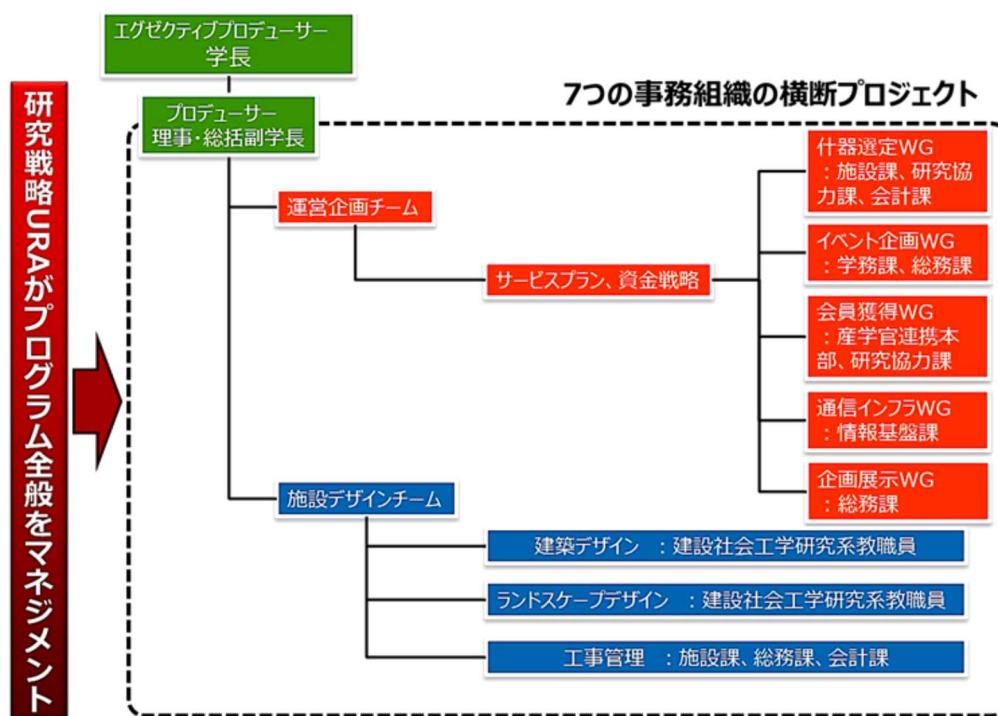 エグゼクティブプロデューサー
学長
プロデューサー
理事・総括副学長
7つの事務組織の横断プロジェクト
研究戦略URAがプログラム全般をマネジメント
運営企画チーム
サービスプラン、資金戦略
什器選定WG
：施設課、研究協
力課、会計課
イベント企画WG
：学務課、総務課
会員獲得WG
：産学官連携本
部、研究協力課
通信インフラWG
：情報基盤課
企画展示WG
：総務課
施設デザインチーム
建築デザイン ：建設社会工学研究系教職員
ランドスケープデザイン ：建設社会工学研究系教職員
工事管理 ：施設課、総務課、会計課